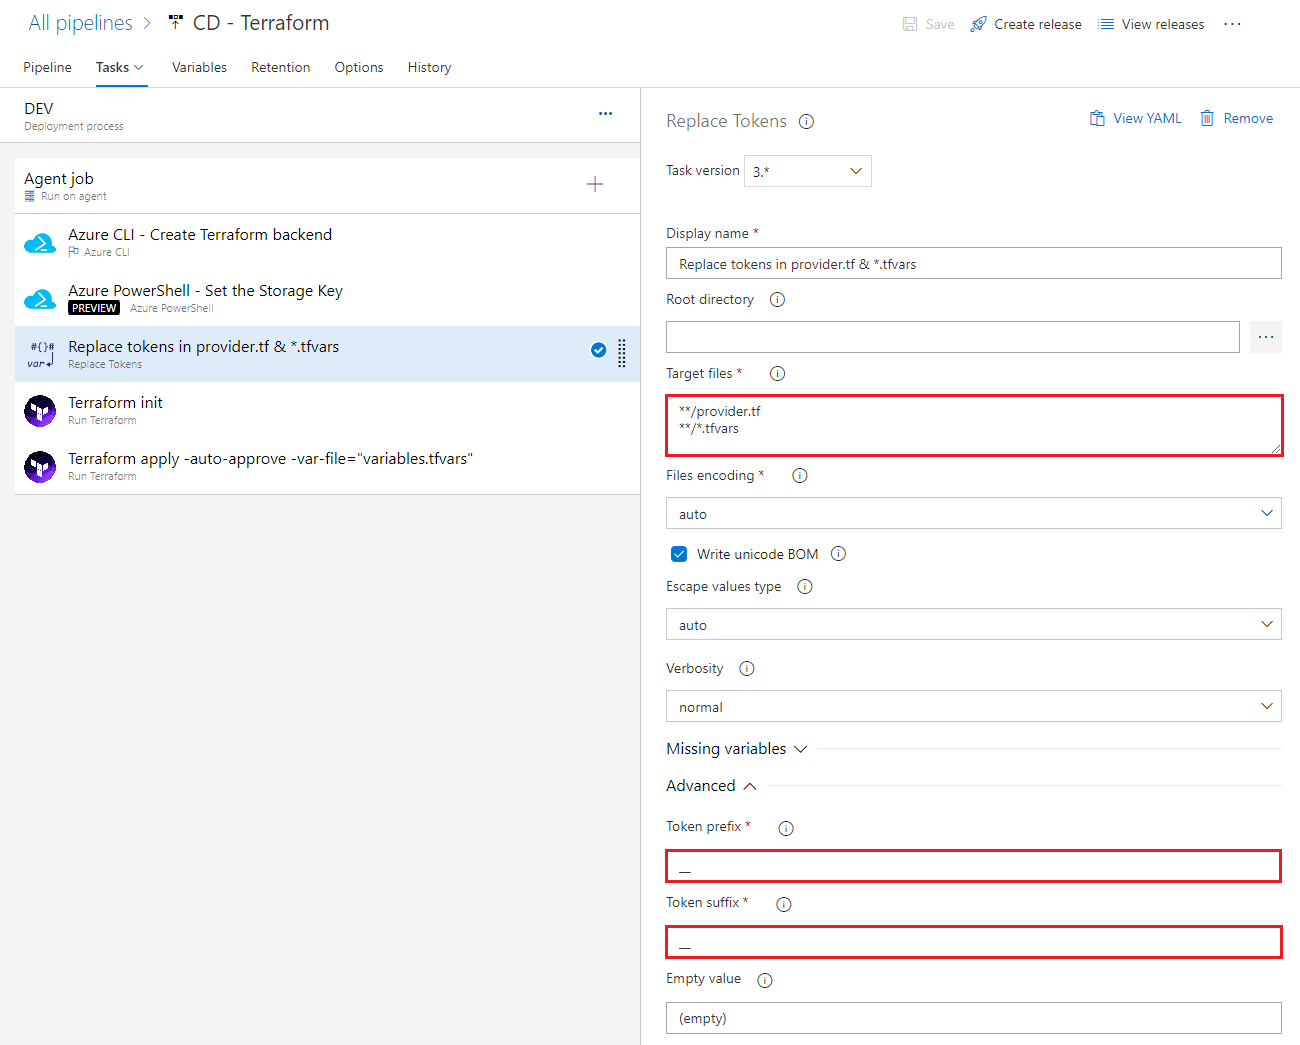 All pipelines > CD - Terraform
Save Create release View releases ...
Pipeline Tasks Variables Retention Options History
DEV
Deployment process
...
Agent job
Run on agent
Azure CLI - Create Terraform backend
Azure CLI
Azure PowerShell - Set the Storage Key
PREVIEW Azure PowerShell
#{}#
var
Replace tokens in provider.tf & *.tfvars
Replace Tokens
Terraform init
Run Terraform
Terraform apply -auto-approve -var-file="variables.tfvars"
Run Terraform
Replace Tokens
View YAML Remove
Task version 3.*
Display name *
Replace tokens in provider.tf & *.tfvars
Root directory
...
Target files *
**/provider.tf
**/*.tfvars
Files encoding *
auto
Write unicode BOM
Escape values type
auto
Verbosity
normal
Missing variables
Advanced
Token prefix *
__
Token suffix *
__
Empty value
(empty)